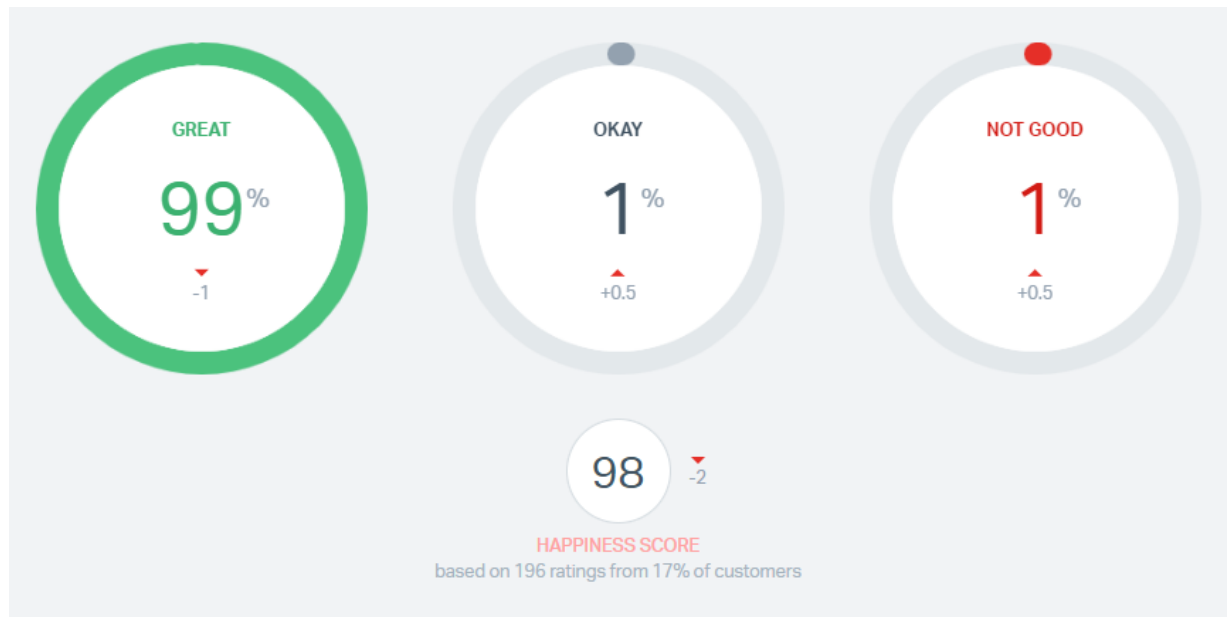 GREAT
99%
-1
OKAY
1%
+0.5
NOT GOOD
1%
+0.5
98
-2
HAPPINESS SCORE
based on 196 ratings from 17% of customers